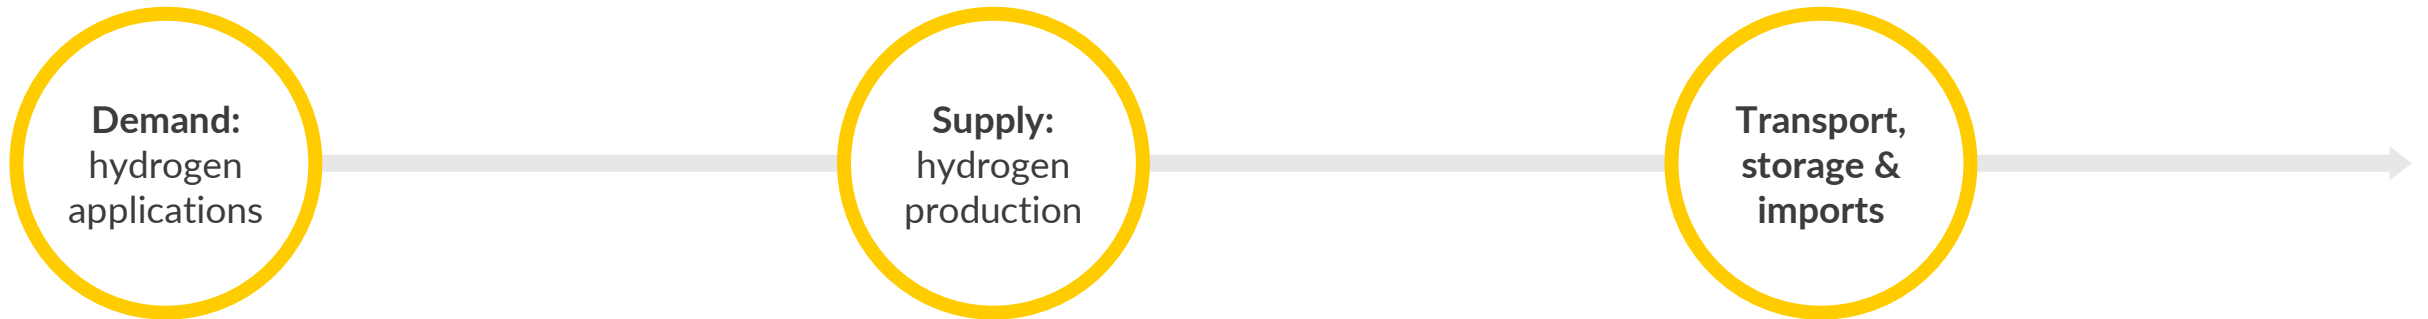 Demand:
hydrogen
applications
Supply:
hydrogen
production
Transport,
storage &
imports